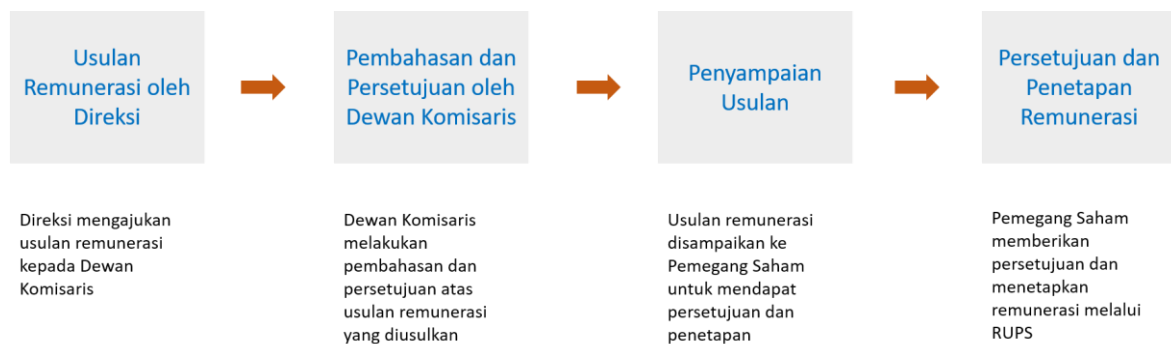 Usulan
Remunerasi oleh
Direksi
Pembahasan dan
Persetujuan oleh
Dewan Komisaris
Penyampaian
Usulan
Persetujuan dan
Penetapan
Remunerasi
Direksi mengajukan
usulan remunerasi
kepada Dewan
Komisaris
Dewan Komisaris
melakukan
pembahasan dan
persetujuan atas
usulan remunerasi
yang diusulkan
Usulan remunerasi
disampaikan ke
Pemegang Saham
untuk mendapat
persetujuan dan
penetapan
Pemegang Saham
memberikan
persetujuan dan
menetapkan
remunerasi melalui
RUPS